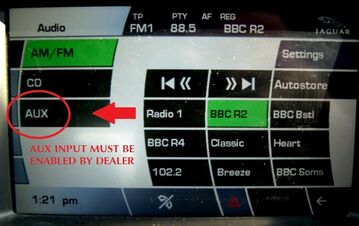 TP PTY AF REG
Audio FM1 88.5 BBC R2 JAGUAR
AM/FM Settings
CD Autostore
AUX Radio 1 BBC R2 BBC Bstl
AUX INPUT MUST BE
ENABLED BY DEALER
BBC R4 Classic Heart
102.2 Breeze BBC Soms
1:21 pm